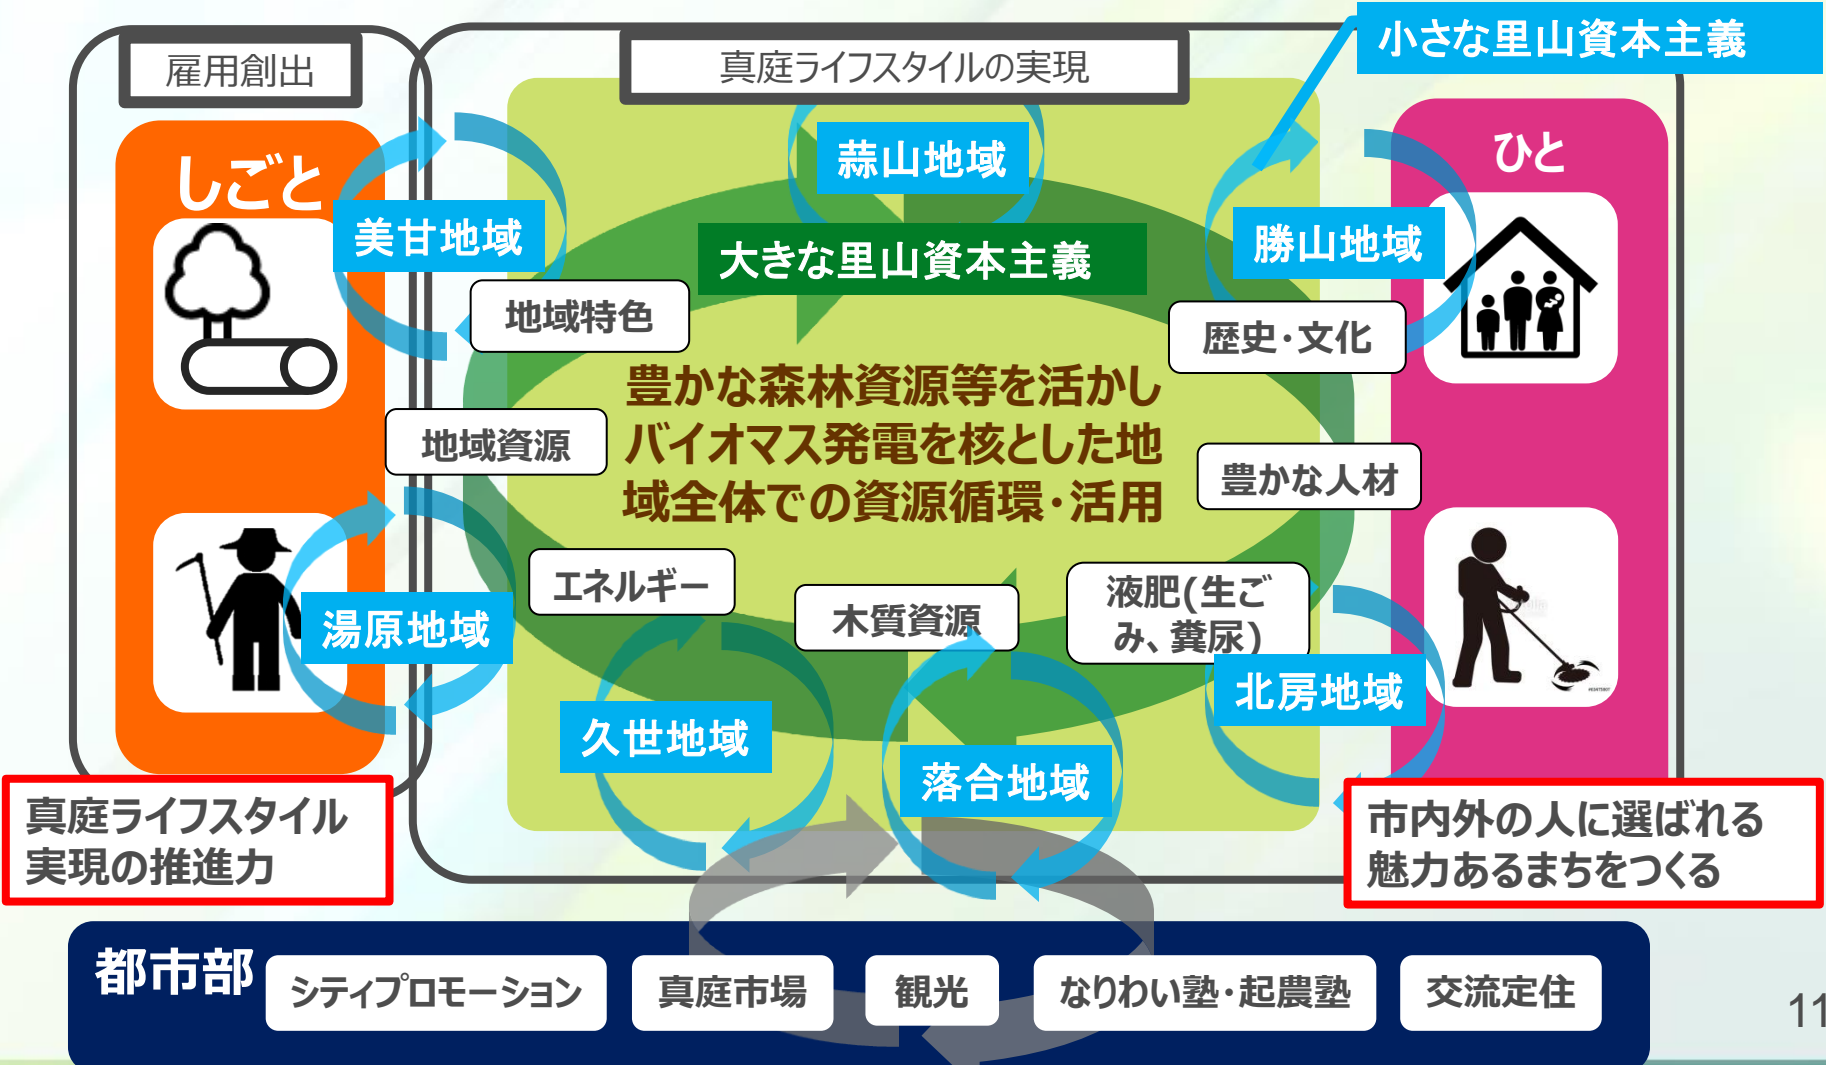 雇用創出
真庭ライフスタイルの実現
小さな里山資本主義
しごと
ひと
蒜山地域
美甘地域
大きな里山資本主義
勝山地域
地域特色
歴史・文化
豊かな森林資源等を活かし
バイオマス発電を核とした地
域全体での資源循環・活用
地域資源
豊かな人材
エネルギー
木質資源
液肥(生ご
み、糞尿)
湯原地域
北房地域
久世地域
落合地域
真庭ライフスタイル
実現の推進力
市内外の人に選ばれる
魅力あるまちをつくる
都市部
シティプロモーション
真庭市場
観光
なりわい塾・起農塾
交流定住
11